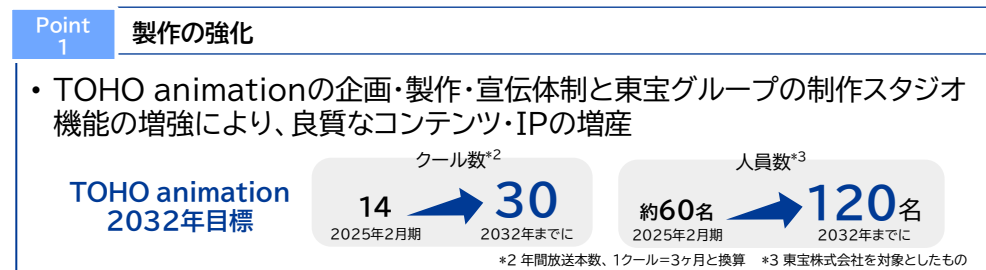 Point
1
製作の強化
• TOHO animationの企画・製作・宣伝体制と東宝グループの制作スタジオ
機能の増強により、良質なコンテンツ・IPの増産
TOHO animation
2032年目標
クール数*2
14
30
2025年2月期
2032年までに
人員数*3
約60名
120名
2025年2月期
2032年までに
*2 年間放送本数、1クール=3ヶ月と換算 *3 東宝株式会社を対象としたもの